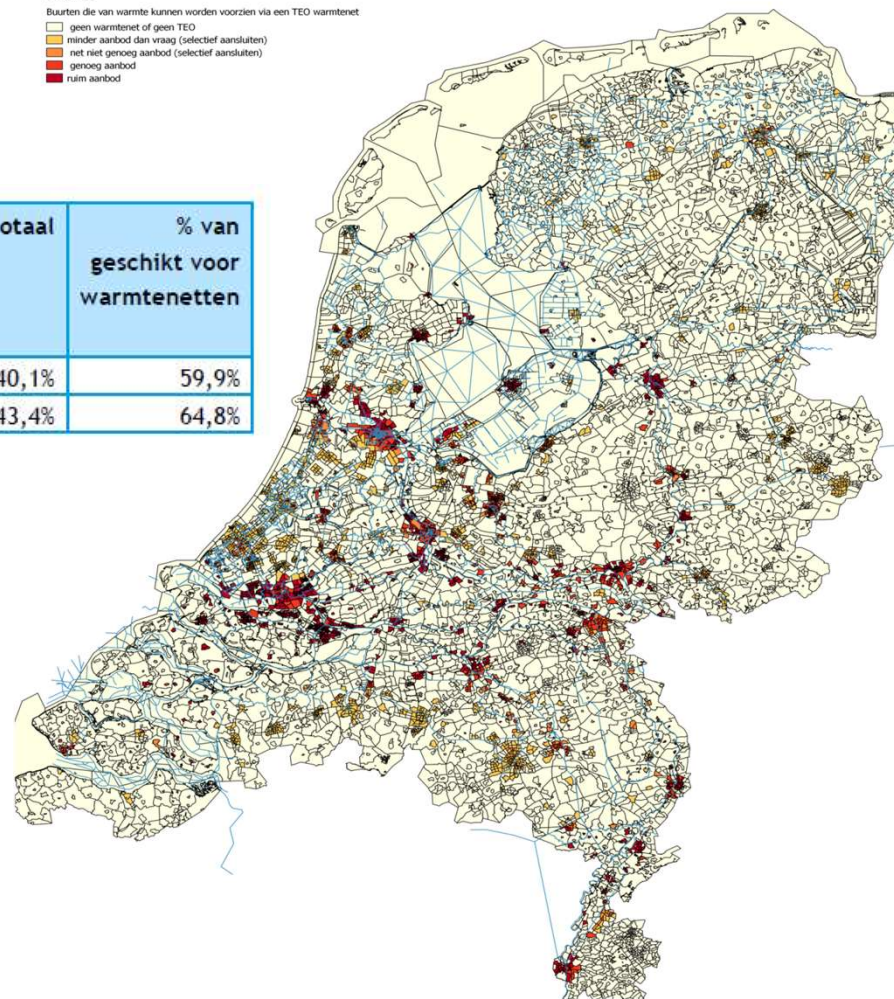 Buurten die van warmte kunnen worden voorzien via een TEO warmtenet
geen warmtenet of geen TEO
minder aanbod dan vraag (selectief aansluiten)
net niet genoeg aanbod (selectief aansluiten)
genoeg aanbod
ruim aanbod
otaal
% van
geschikt voor
warmtenetten
40,1%
59,9%
43,4%
64,8%